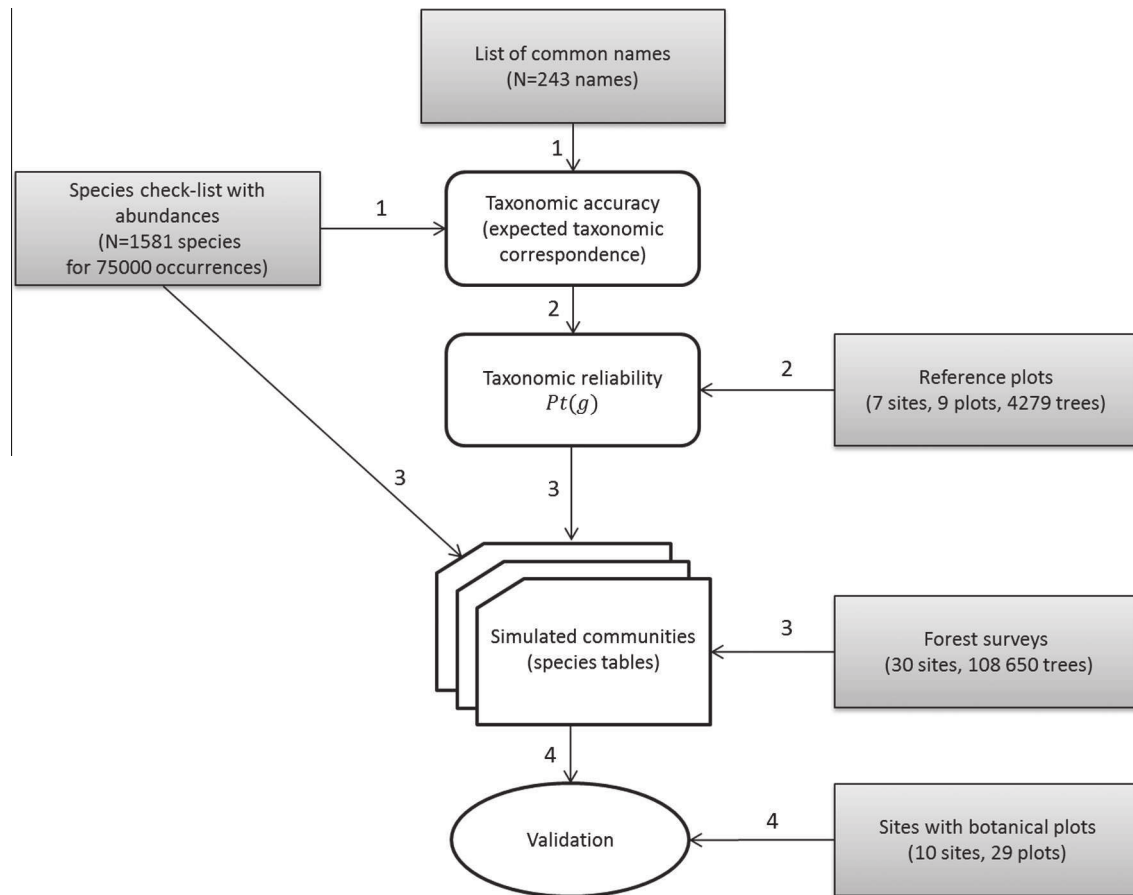 List of common names
(N=243 names)
1
Species check-list with
abundances
(N=1581 species
for 75000 occurrences)
1
Taxonomic accuracy
(expected taxonomic
correspondence)
2
Taxonomic reliability
Pt(g)
2
Reference plots
(7 sites, 9 plots, 4279 trees)
3
3
Simulated communities
(species tables)
3
Forest surveys
(30 sites, 108 650 trees)
4
Validation
4
Sites with botanical plots
(10 sites, 29 plots)